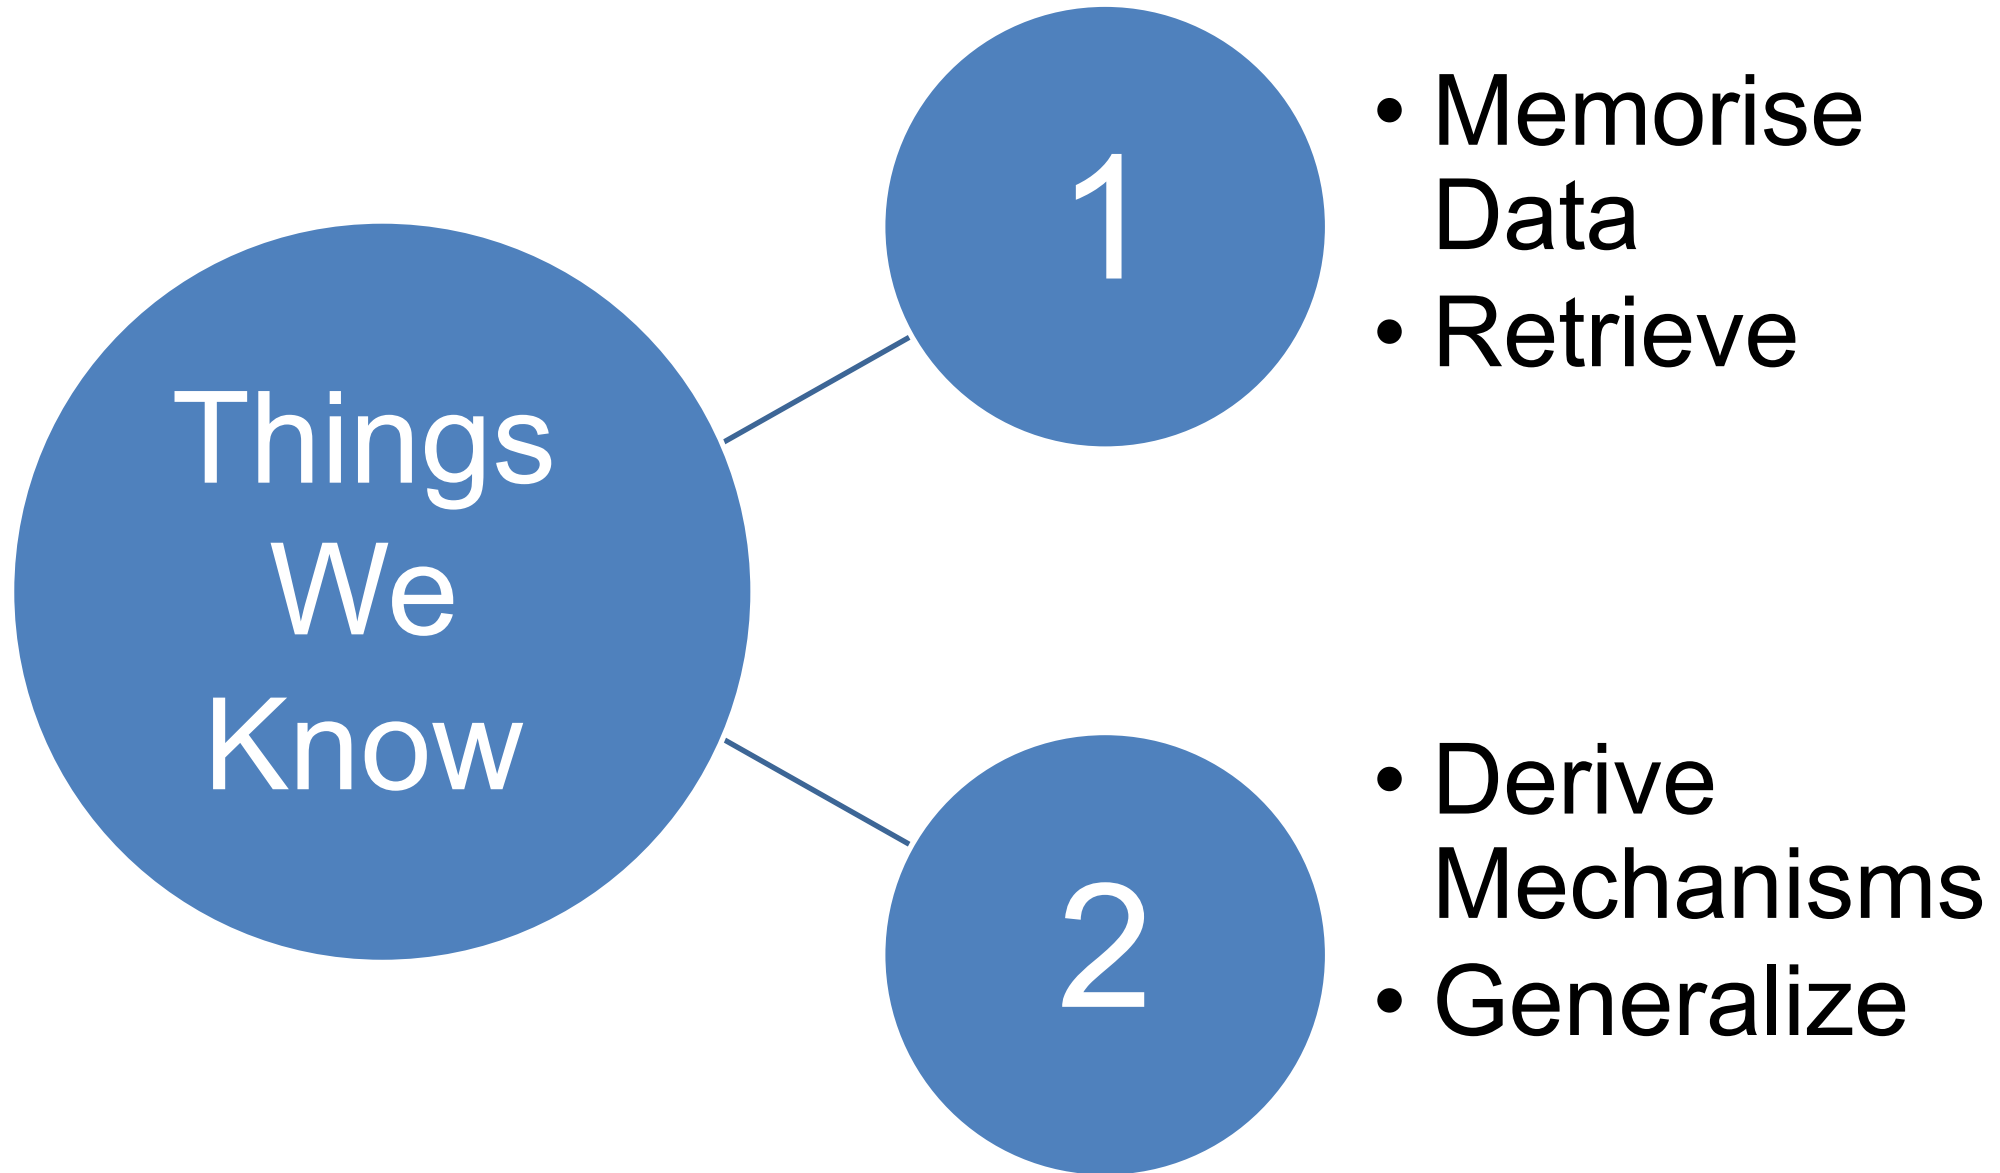 Things
We
Know
1
• Memorise
Data
• Retrieve
2
• Derive
Mechanisms
• Generalize